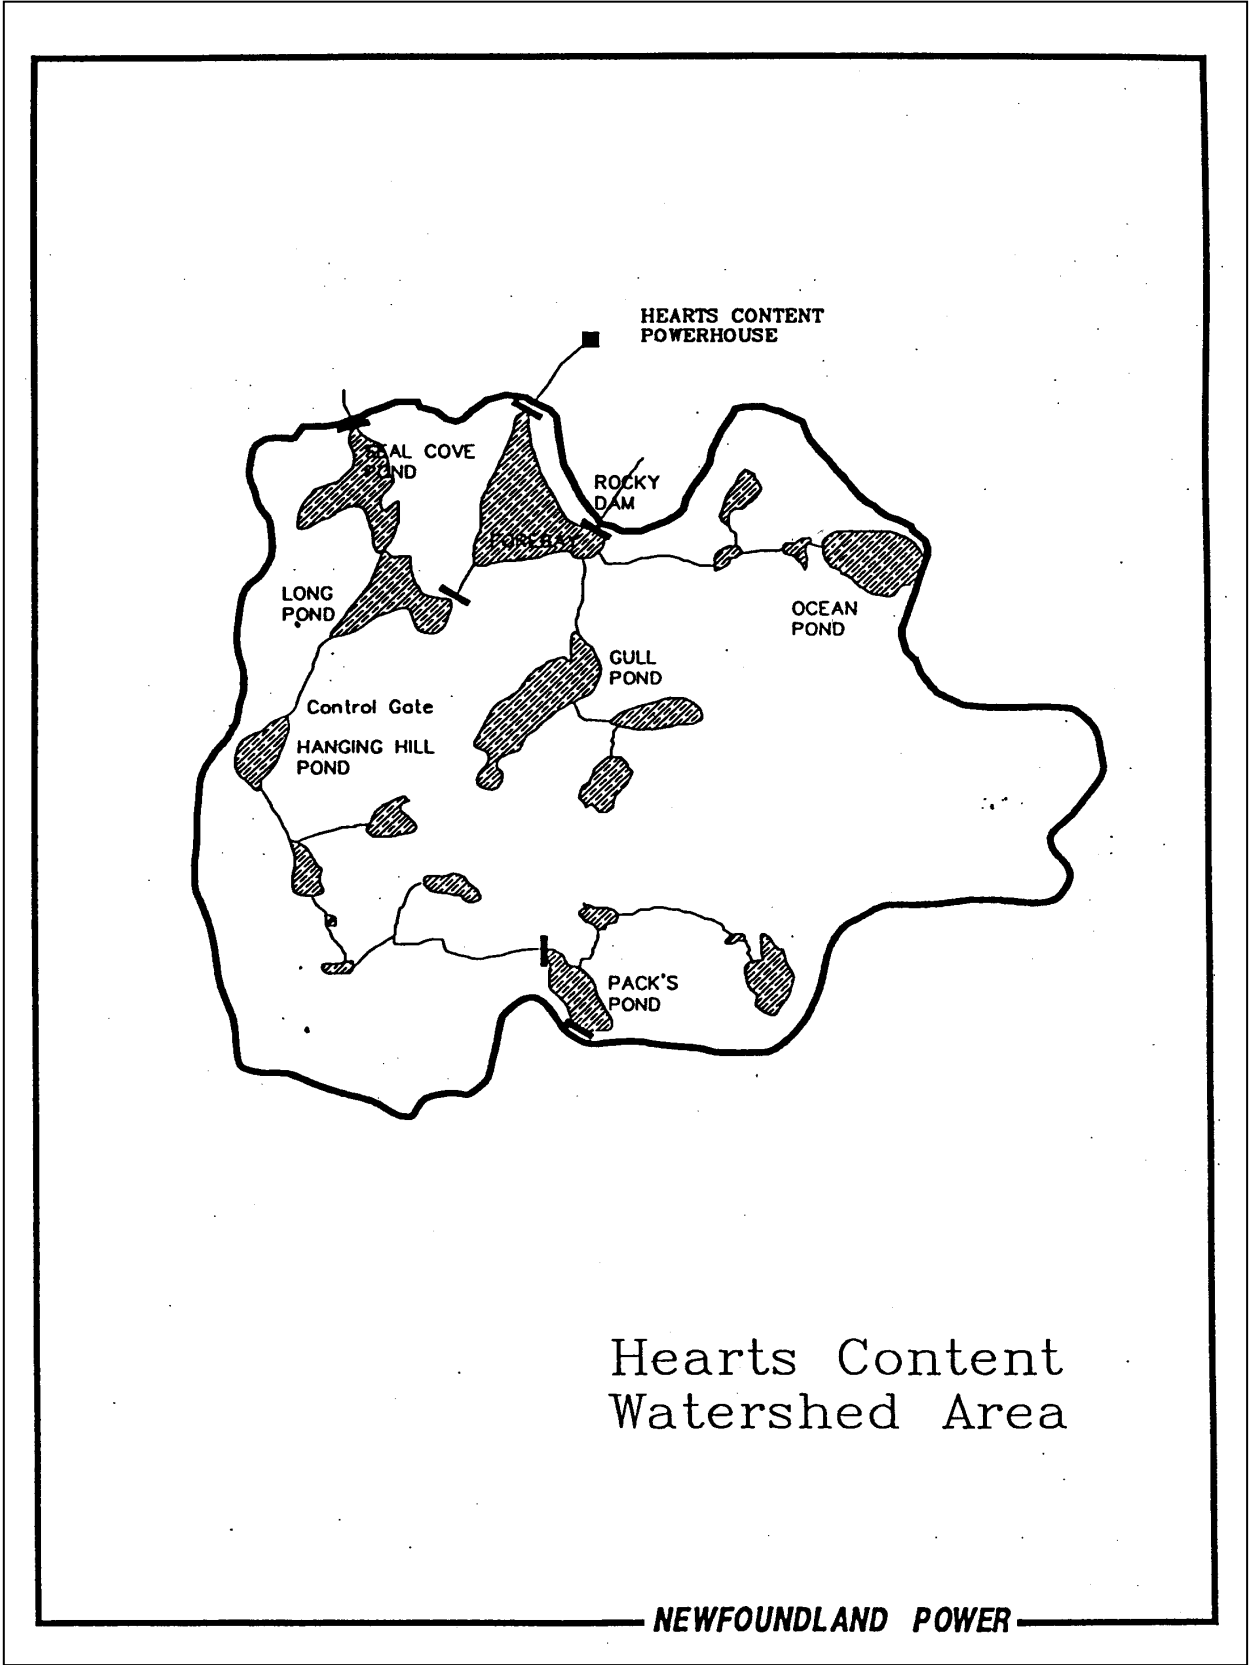 HEARTS CONTENT
POWERHOUSE
SEAL COVE
POND
ROCKY
DAM
FOREBAY
LONG
POND
OCEAN
POND
GULL
POND
Control Gate
HANGING HILL
POND
PACK'S
POND
Hearts Content
Watershed Area
NEWFOUNDLAND POWER